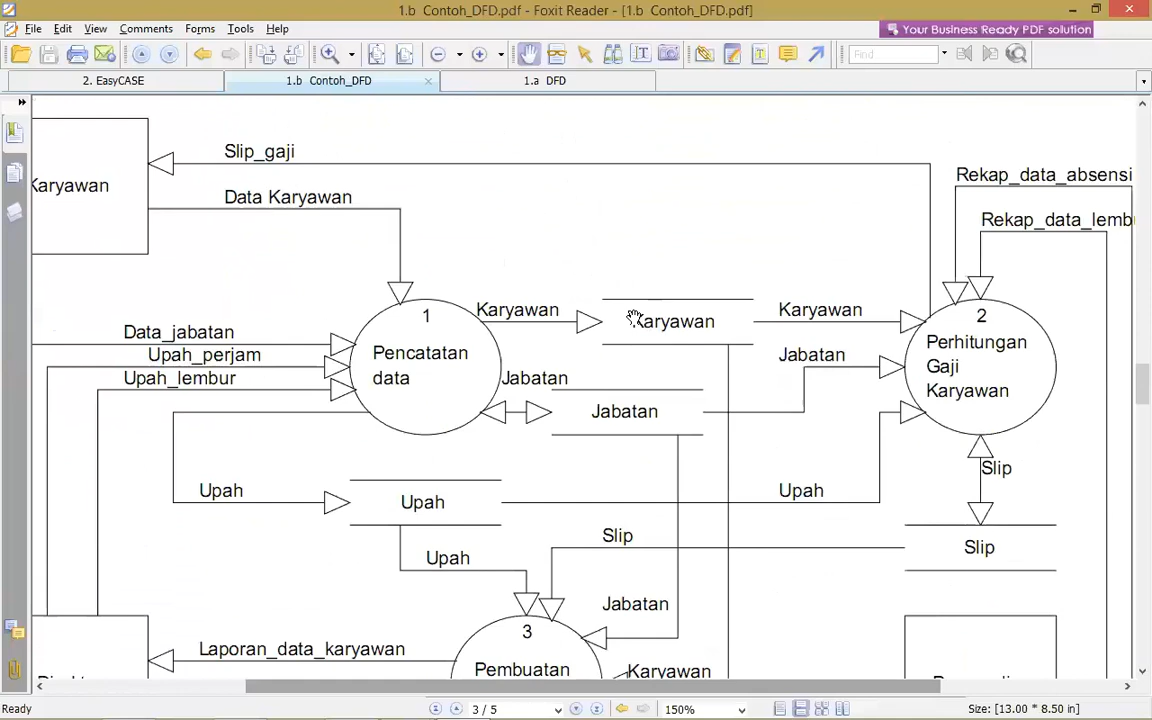 1.b Contoh_DFD.pdf - Foxit Reader - [1.b Contoh_DFD.pdf]
File Edit View Comments Forms Tools Help
Your Business Ready PDF solution
Find
2. EasyCASE
1.b Contoh_DFD
1.a DFD
Slip_gaji
Karyawan
Data Karyawan
Rekap_data_absensi
Rekap_data_lembu
1
Pencatatan
data
Karyawan
Karyawan
Karyawan
2
Perhitungan
Gaji
Karyawan
Data_jabatan
Upah_perjam
Upah_lembur
Jabatan
Jabatan
Jabatan
Upah
Upah
Upah
Slip
Slip
Upah
Slip
Jabatan
3
Pembuatan
Laporan_data_karyawan
Karyawan
Ready
3 / 5
150%
Size: [13.00 * 8.50 in]